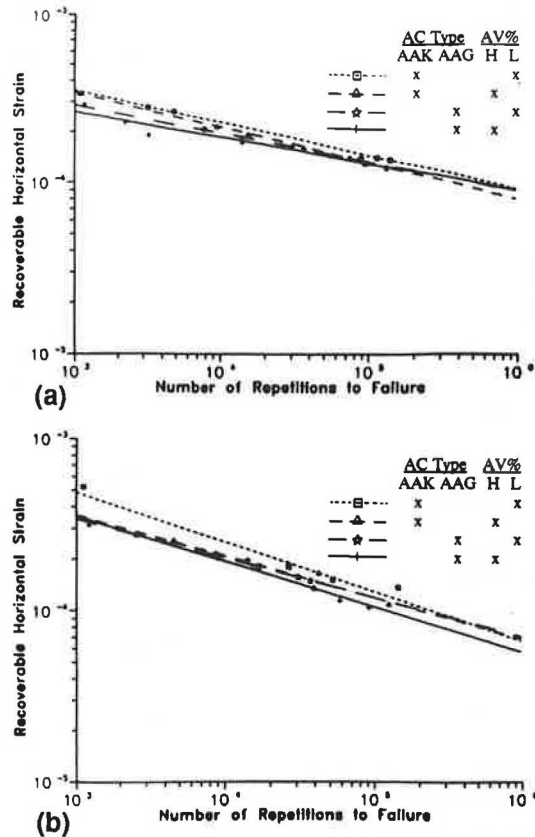 10⁻²
AC Type AV%
AAK AAG H L
x x
x x
x x
x x
10⁻³
10⁻⁴
10⁻⁵
Recoverable Horizontal Strain
10³ 10⁴ 10⁵ 10⁶
Number of Repetitions to Failure
(a)
10⁻³
AC Type AV%
AAK AAG H L
x x
x x
x x
x x
10⁻⁴
10⁻⁵
Recoverable Horizontal Strain
10³
Number of Repetitions to Failure
(b)